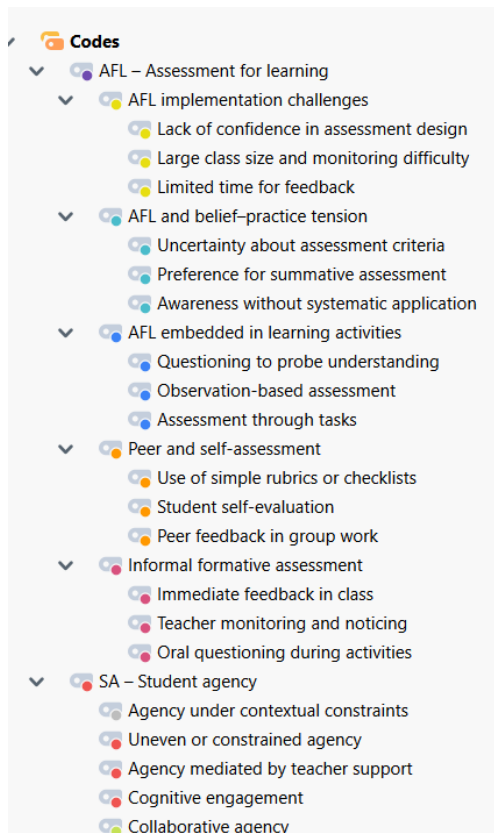 Codes
AFL – Assessment for learning
AFL implementation challenges
Lack of confidence in assessment design
Large class size and monitoring difficulty
Limited time for feedback
AFL and belief–practice tension
Uncertainty about assessment criteria
Preference for summative assessment
Awareness without systematic application
AFL embedded in learning activities
Questioning to probe understanding
Observation-based assessment
Assessment through tasks
Peer and self-assessment
Use of simple rubrics or checklists
Student self-evaluation
Peer feedback in group work
Informal formative assessment
Immediate feedback in class
Teacher monitoring and noticing
Oral questioning during activities
SA – Student agency
Agency under contextual constraints
Uneven or constrained agency
Agency mediated by teacher support
Cognitive engagement
Collaborative agency